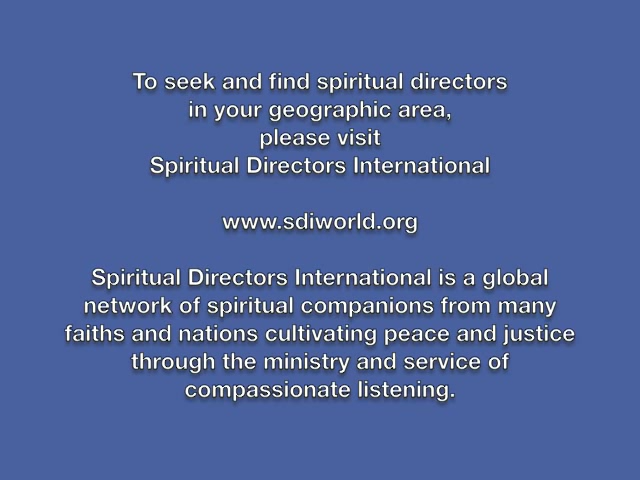 To seek and find spiritual directors
in your geographic area,
please visit
Spiritual Directors International
www.sdiworld.org
Spiritual Directors International is a global
network of spiritual companions from many
faiths and nations cultivating peace and justice
through the ministry and service of
compassionate listening.